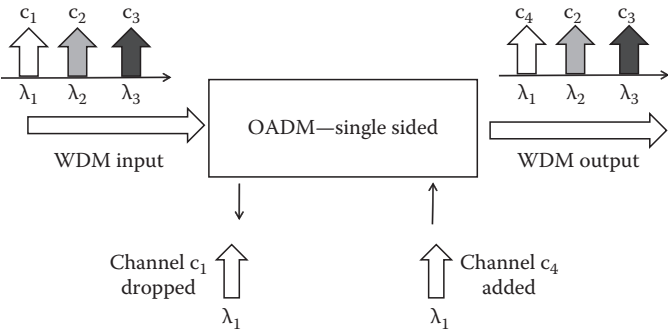 c₁ c₂ c₃
λ₁ λ₂ λ₃
WDM input
OADM—single sided
c₄ c₂ c₃
λ₁ λ₂ λ₃
WDM output
Channel c₁
dropped
λ₁
Channel c₄
added
λ₁